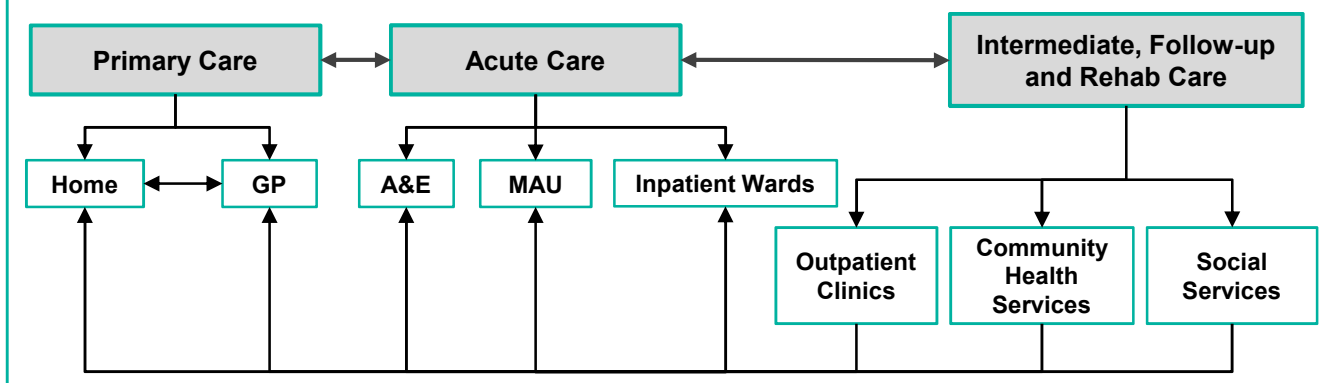 Primary Care
Acute Care
Intermediate, Follow-up
and Rehab Care
Home
GP
A&E
MAU
Inpatient Wards
Outpatient
Clinics
Community
Health
Services
Social
Services